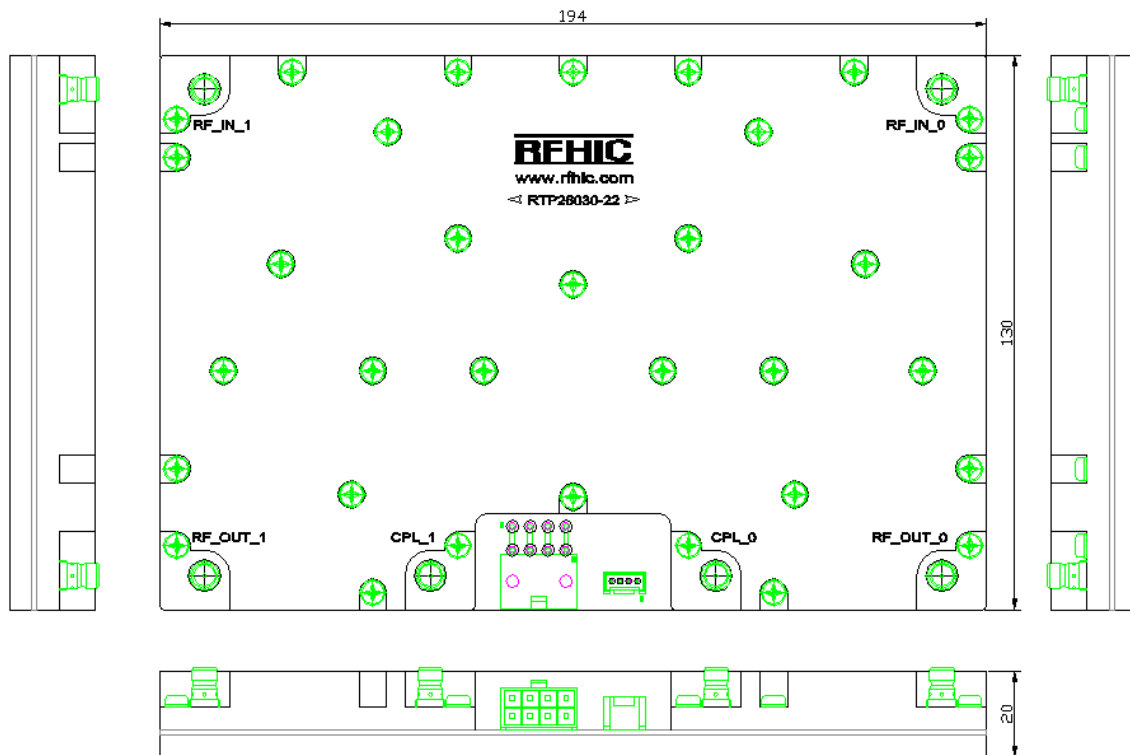 194
RF_IN_1
RF_IN_0
RFHIC
www.rfhic.com
RTP26030-22
130
RF_OUT_1
CPL_1
CPL_0
RF_OUT_0
20